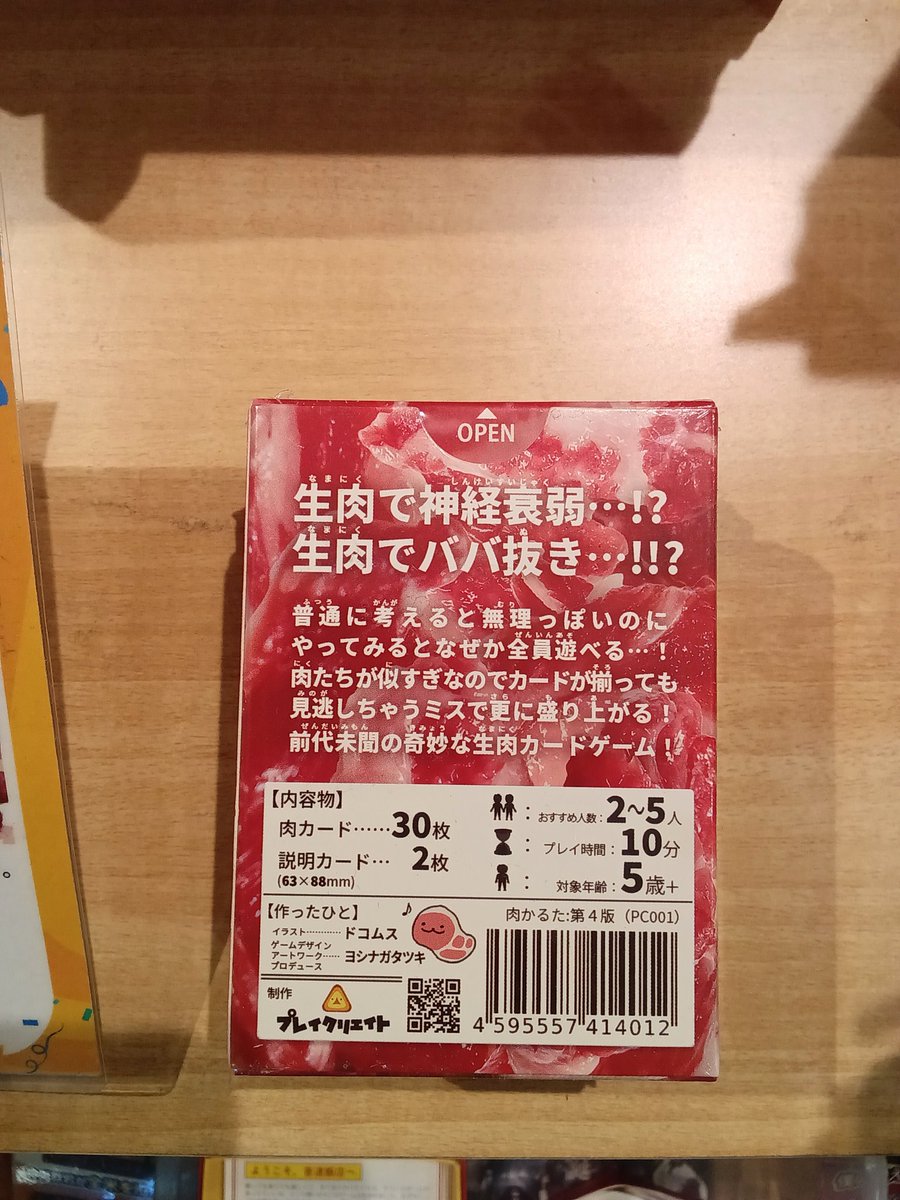 OPEN
生肉で神経衰弱…!?
生肉でババ抜き…!!?
普通に考えると無理っぽいのに
やってみるとなぜか全員遊べる…！
肉たちが似すぎなのでカードが揃っても
見逃しちゃうミスで更に盛り上がる！
前代未聞の奇妙な生肉カードゲーム！
【内容物】
肉カード……30枚
説明カード… 2枚
(63×88mm)
：おすすめ人数：2～5人
：プレイ時間：10分
：対象年齢：5歳+
【作ったひと】
イラスト…………ドコムス
ゲームデザイン
アートワーク……ヨシナガタツキ
プロデュース
制作
プレイクリエイト
肉かるた:第4版（PC001）
4 595557 414012